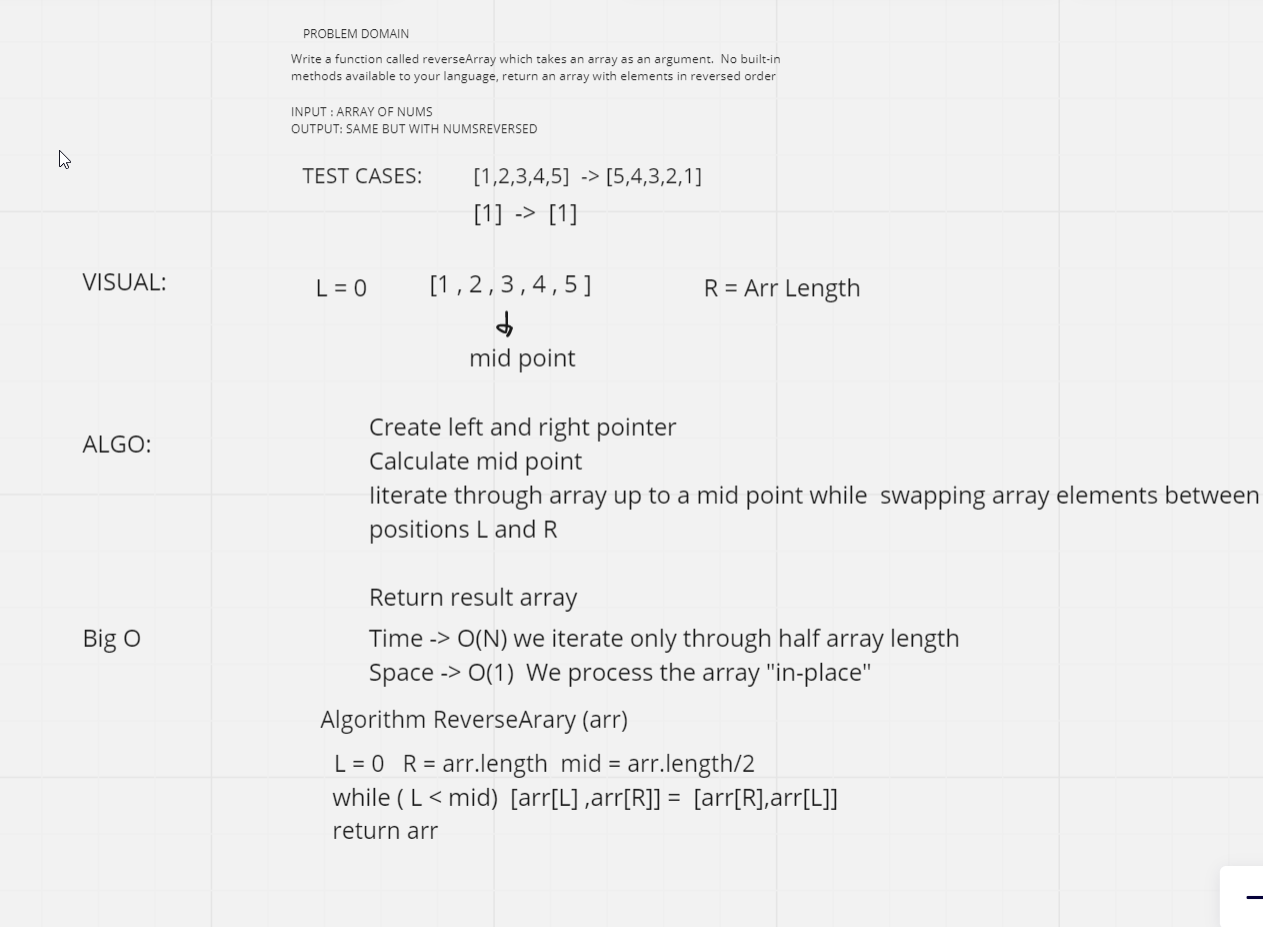 PROBLEM DOMAIN
Write a function called reverseArray which takes an array as an argument. No built-in
methods available to your language, return an array with elements in reversed order
INPUT : ARRAY OF NUMS
OUTPUT: SAME BUT WITH NUMSREVERSED
TEST CASES: [1,2,3,4,5] -> [5,4,3,2,1]
[1] -> [1]
VISUAL: L = 0 [1 , 2 , 3 , 4 , 5 ] R = Arr Length
mid point
ALGO:
Create left and right pointer
Calculate mid point
Iiterate through array up to a mid point while swapping array elements between
positions L and R
Return result array
Big O
Time -> O(N) we iterate only through half array length
Space -> O(1) We process the array "in-place"
Algorithm ReverseArary (arr)
L = 0 R = arr.length mid = arr.length/2
while ( L < mid) [arr[L] ,arr[R]] = [arr[R],arr[L]]
return arr